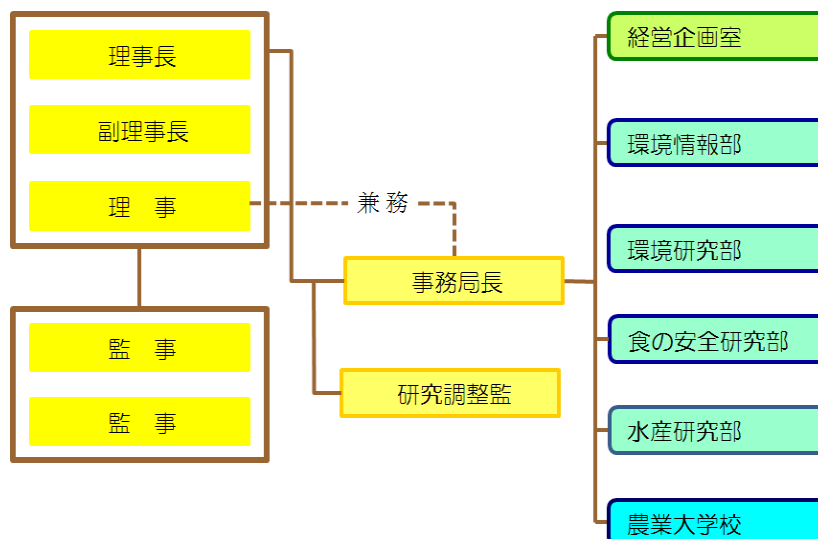 理事長
副理事長
理　事
監　事
監　事
兼 務
事務局長
研究調整監
経営企画室
環境情報部
環境研究部
食の安全研究部
水産研究部
農業大学校